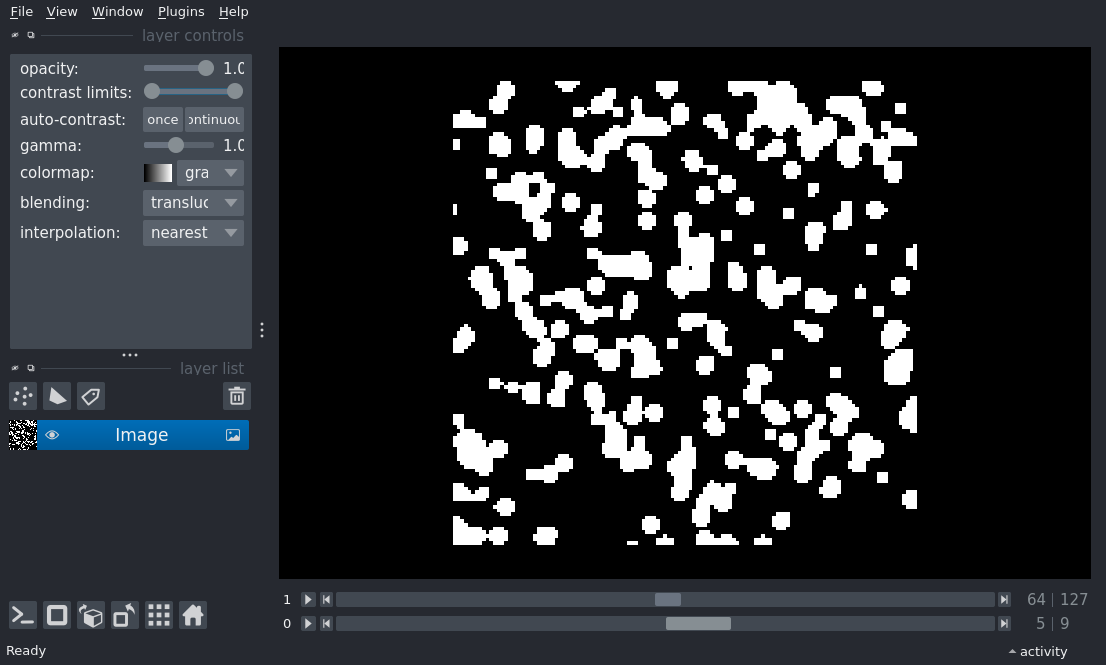 File View Window Plugins Help
layer controls
opacity: 1.0
contrast limits:
auto-contrast: once ontinuou
gamma: 1.0
colormap: gra
blending: transluc
interpolation: nearest
layer list
Image
1 64 | 127
0 5 | 9
Ready activity